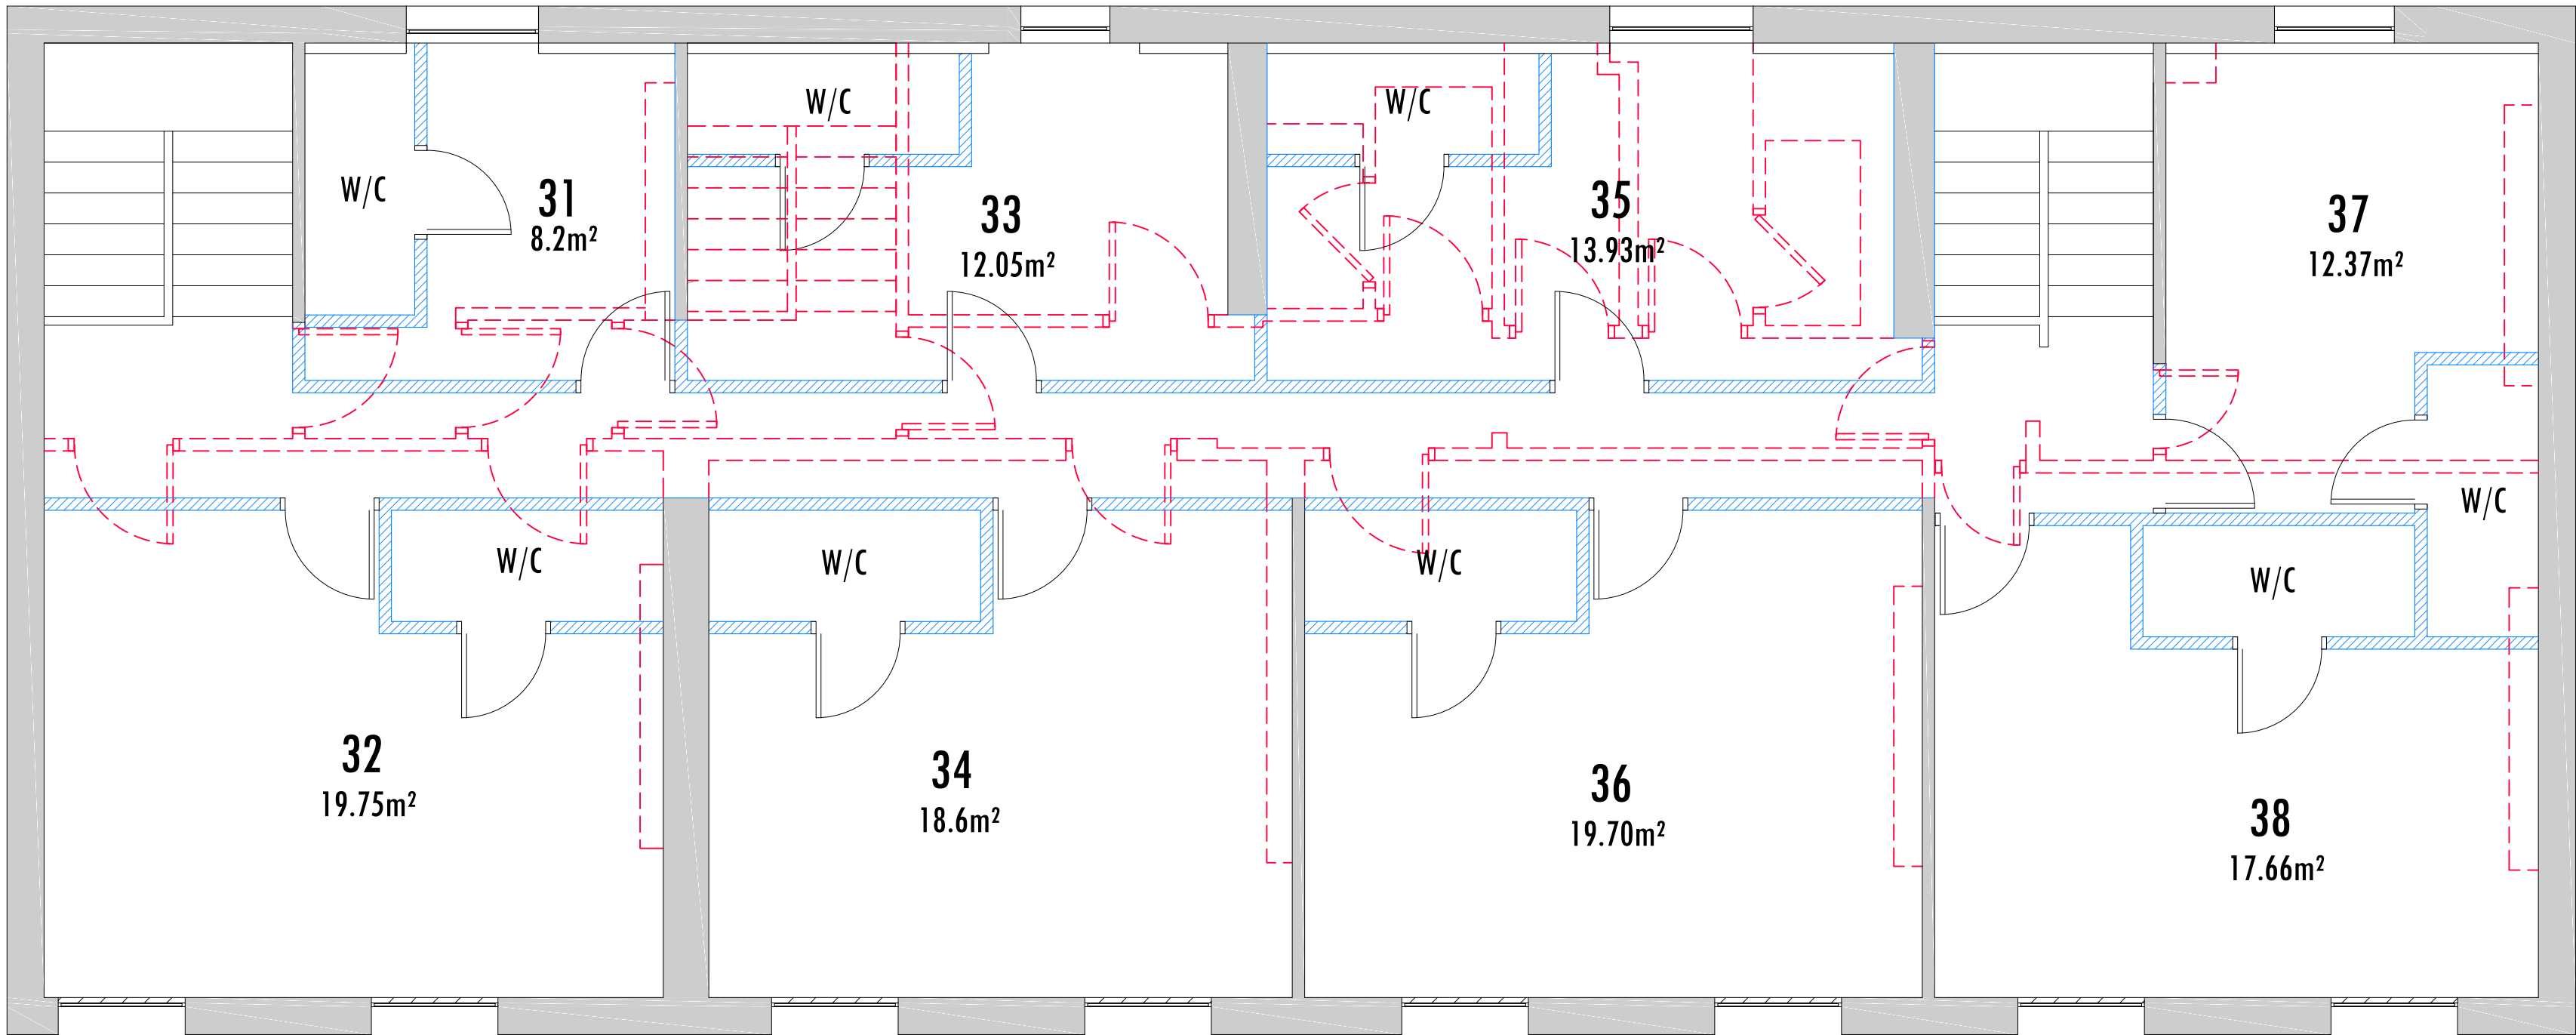 W/C
W/C
W/C
31
8.2m²
33
12.05m²
35
13.93m²
37
12.37m²
W/C
W/C
W/C
W/C
W/C
32
19.75m²
34
18.6m²
36
19.70m²
38
17.66m²